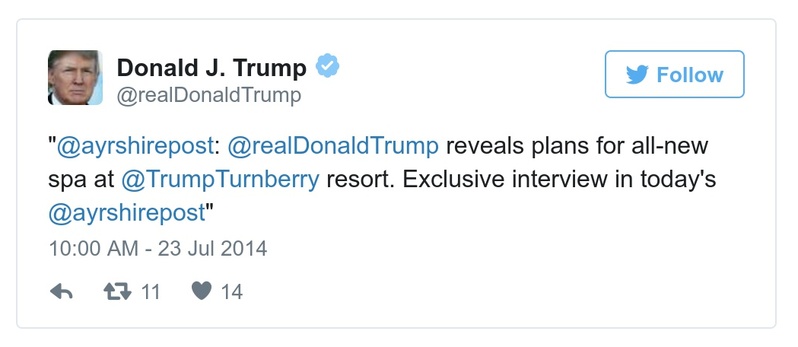 Donald J. Trump
@realDonaldTrump
Follow
"@ayrshirepost: @realDonaldTrump reveals plans for all-new
spa at @TrumpTurnberry resort. Exclusive interview in today's
@ayrshirepost"
10:00 AM - 23 Jul 2014
11 14